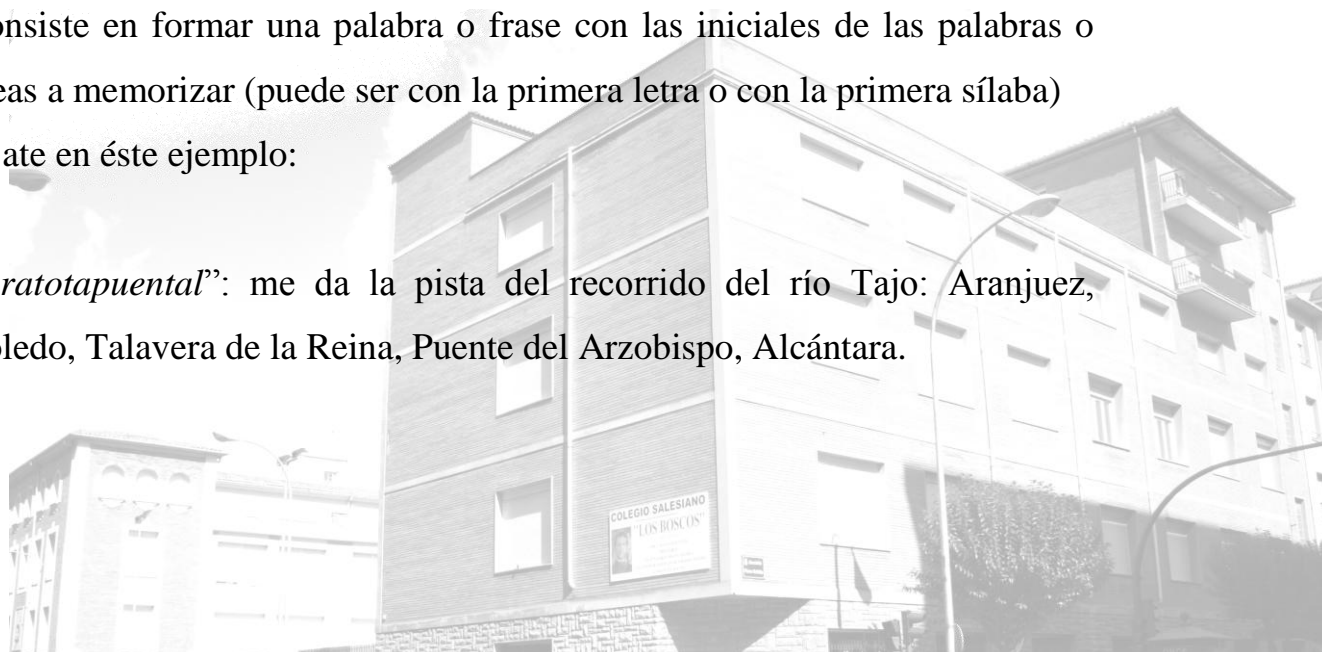 onsiste en formar una palabra o frase con las iniciales de las palabras o
eas a memorizar (puede ser con la primera letra o con la primera sílaba)
ate en éste ejemplo:
ratotapuental”: me da la pista del recorrido del río Tajo: Aranjuez,
oledo, Talavera de la Reina, Puente del Arzobispo, Alcántara.
COLEGIO SALESIANO
"LOS BOSCOS"